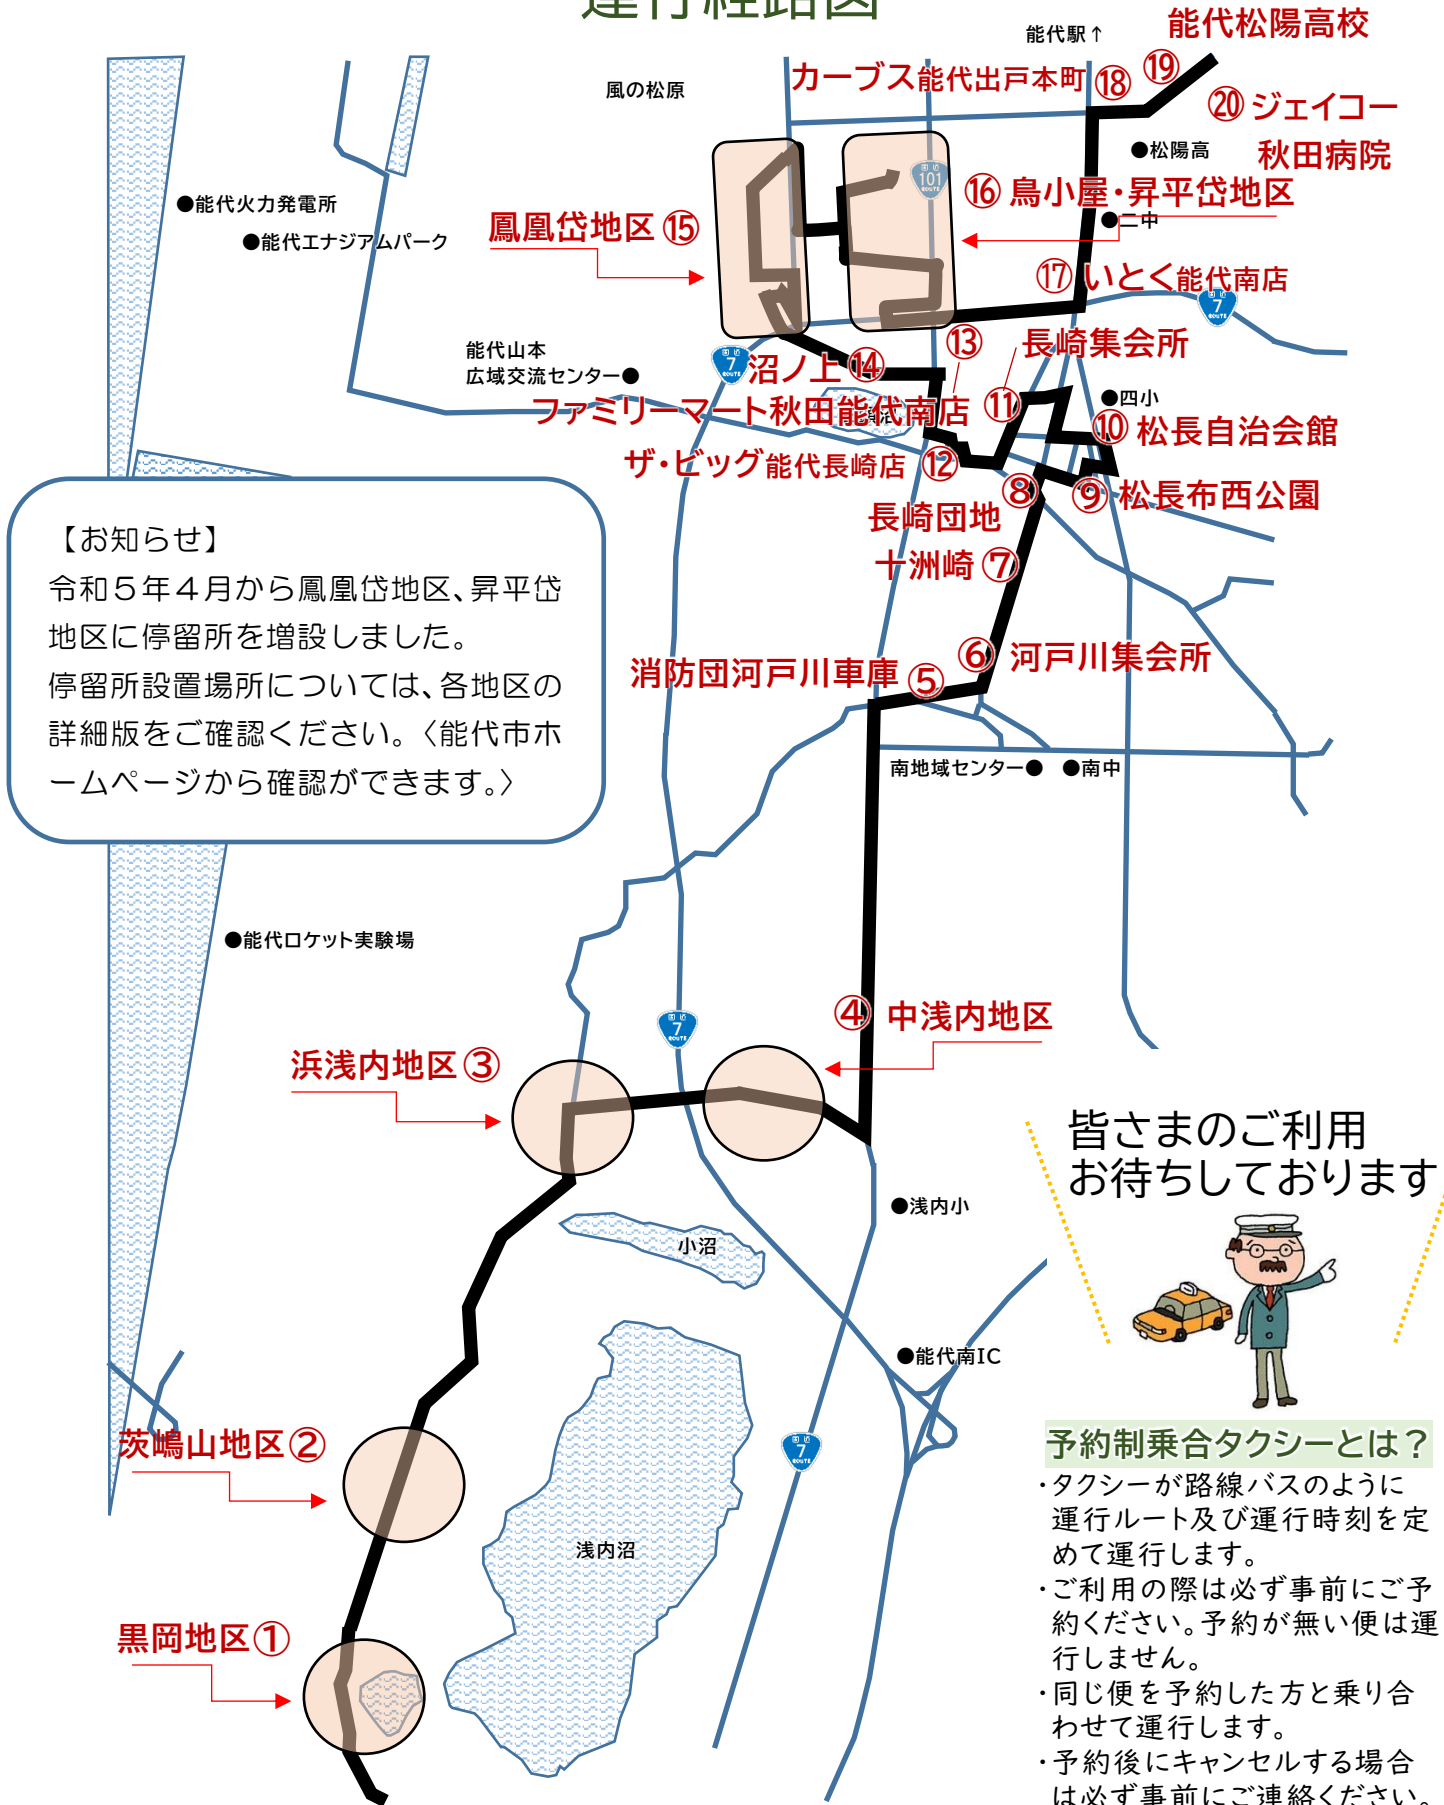 運行経路図
能代駅↑
能代松陽高校
風の松原
カーブス能代出戸本町 ⑱
⑲
⑳ ジェイコー
秋田病院
●松陽高
101
ROUTE
⑯ 鳥小屋・昇平岱地区
●二中
●能代火力発電所
●能代エナジアムパーク
鳳凰岱地区 ⑮
⑰ いとく能代南店
7
ROUTE
能代山本
広域交流センター●
7
ROUTE
沼ノ上 ⑭
⑬
長崎集会所
ファミリーマート秋田能代南店
⑪
●四小
⑩ 松長自治会館
ザ・ビッグ能代長崎店 ⑫
⑧
⑨ 松長布西公園
長崎団地
十洲崎 ⑦
【お知らせ】
令和５年４月から鳳凰岱地区、昇平岱
地区に停留所を増設しました。
停留所設置場所については、各地区の
詳細版をご確認ください。〈能代市ホ
ームページから確認ができます。〉
⑥ 河戸川集会所
消防団河戸川車庫 ⑤
南地域センター● ●南中
●能代ロケット実験場
7
ROUTE
④ 中浅内地区
浜浅内地区 ③
皆さまのご利用
お待ちしております
●浅内小
小沼
●能代南IC
7
ROUTE
茨嶋山地区②
浅内沼
黒岡地区①
予約制乗合タクシーとは？
・タクシーが路線バスのように
運行ルート及び運行時刻を定
めて運行します。
・ご利用の際は必ず事前にご予
約ください。予約が無い便は運
行しません。
・同じ便を予約した方と乗り合
わせて運行します。
・予約後にキャンセルする場合
は必ず事前にご連絡ください。